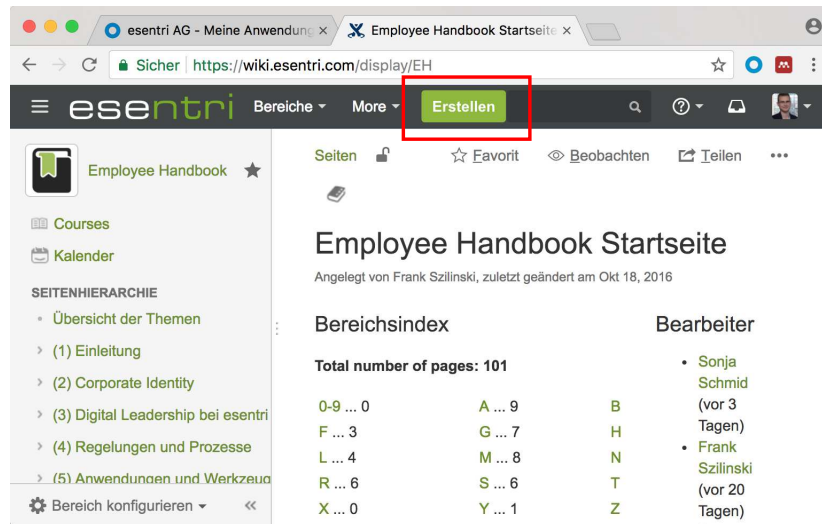 esentri AG - Meine Anwendung
Employee Handbook Startseite
Sicher https://wiki.esentri.com/display/EH
esentri Bereiche More Erstellen
Employee Handbook
Courses
Kalender
SEITENHIERARCHIE
Übersicht der Themen
(1) Einleitung
(2) Corporate Identity
(3) Digital Leadership bei esentri
(4) Regelungen und Prozesse
(5) Anwendungen und Werkzeug
Bereich konfigurieren
Seiten Favorit Beobachten Teilen
Employee Handbook Startseite
Angelegt von Frank Szilinski, zuletzt geändert am Okt 18, 2016
Bereichsindex
Total number of pages: 101
0-9 ... 0 A ... 9 B
F ... 3 G ... 7 H
L ... 4 M ... 8 N
R ... 6 S ... 6 T
X ... 0 Y ... 1 Z
Bearbeiter
Sonja
Schmid
(vor 3
Tagen)
Frank
Szilinski
(vor 20
Tagen)